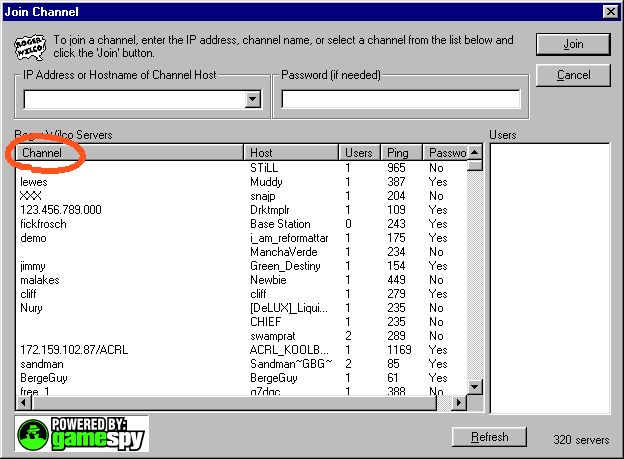 Join Channel
ROGER WILCO
To join a channel, enter the IP address, channel name, or select a channel from the list below and
click the 'Join' button.
Join
Cancel
IP Address or Hostname of Channel Host
Password (if needed)
Roger Wilco Servers
Users
Channel Host Users Ping Passwo
STiLL 1 965 No
lewes Muddy 1 387 Yes
XXX snajp 1 204 No
123.456.789.000 Drktmplr 1 109 Yes
fickfrosch Base Station 0 243 Yes
demo i_am_reformattar 1 175 Yes
ManchaVerde 1 234 No
jimmy Green_Destiny 1 154 Yes
malakes Newbie 1 449 No
cliff cliff 1 279 Yes
Nury [DeLUX]_Liqui... 1 235 No
CHIEF 1 235 No
swamprat 2 289 No
172.159.102.87/ACRL ACRL_KOOLB... 1 1169 Yes
sandman Sandman~GBG~ 2 85 Yes
BergeGuy BergeGuy 1 61 Yes
free_1 1 388 No
POWERED BY:
gamespy
Refresh
320 servers